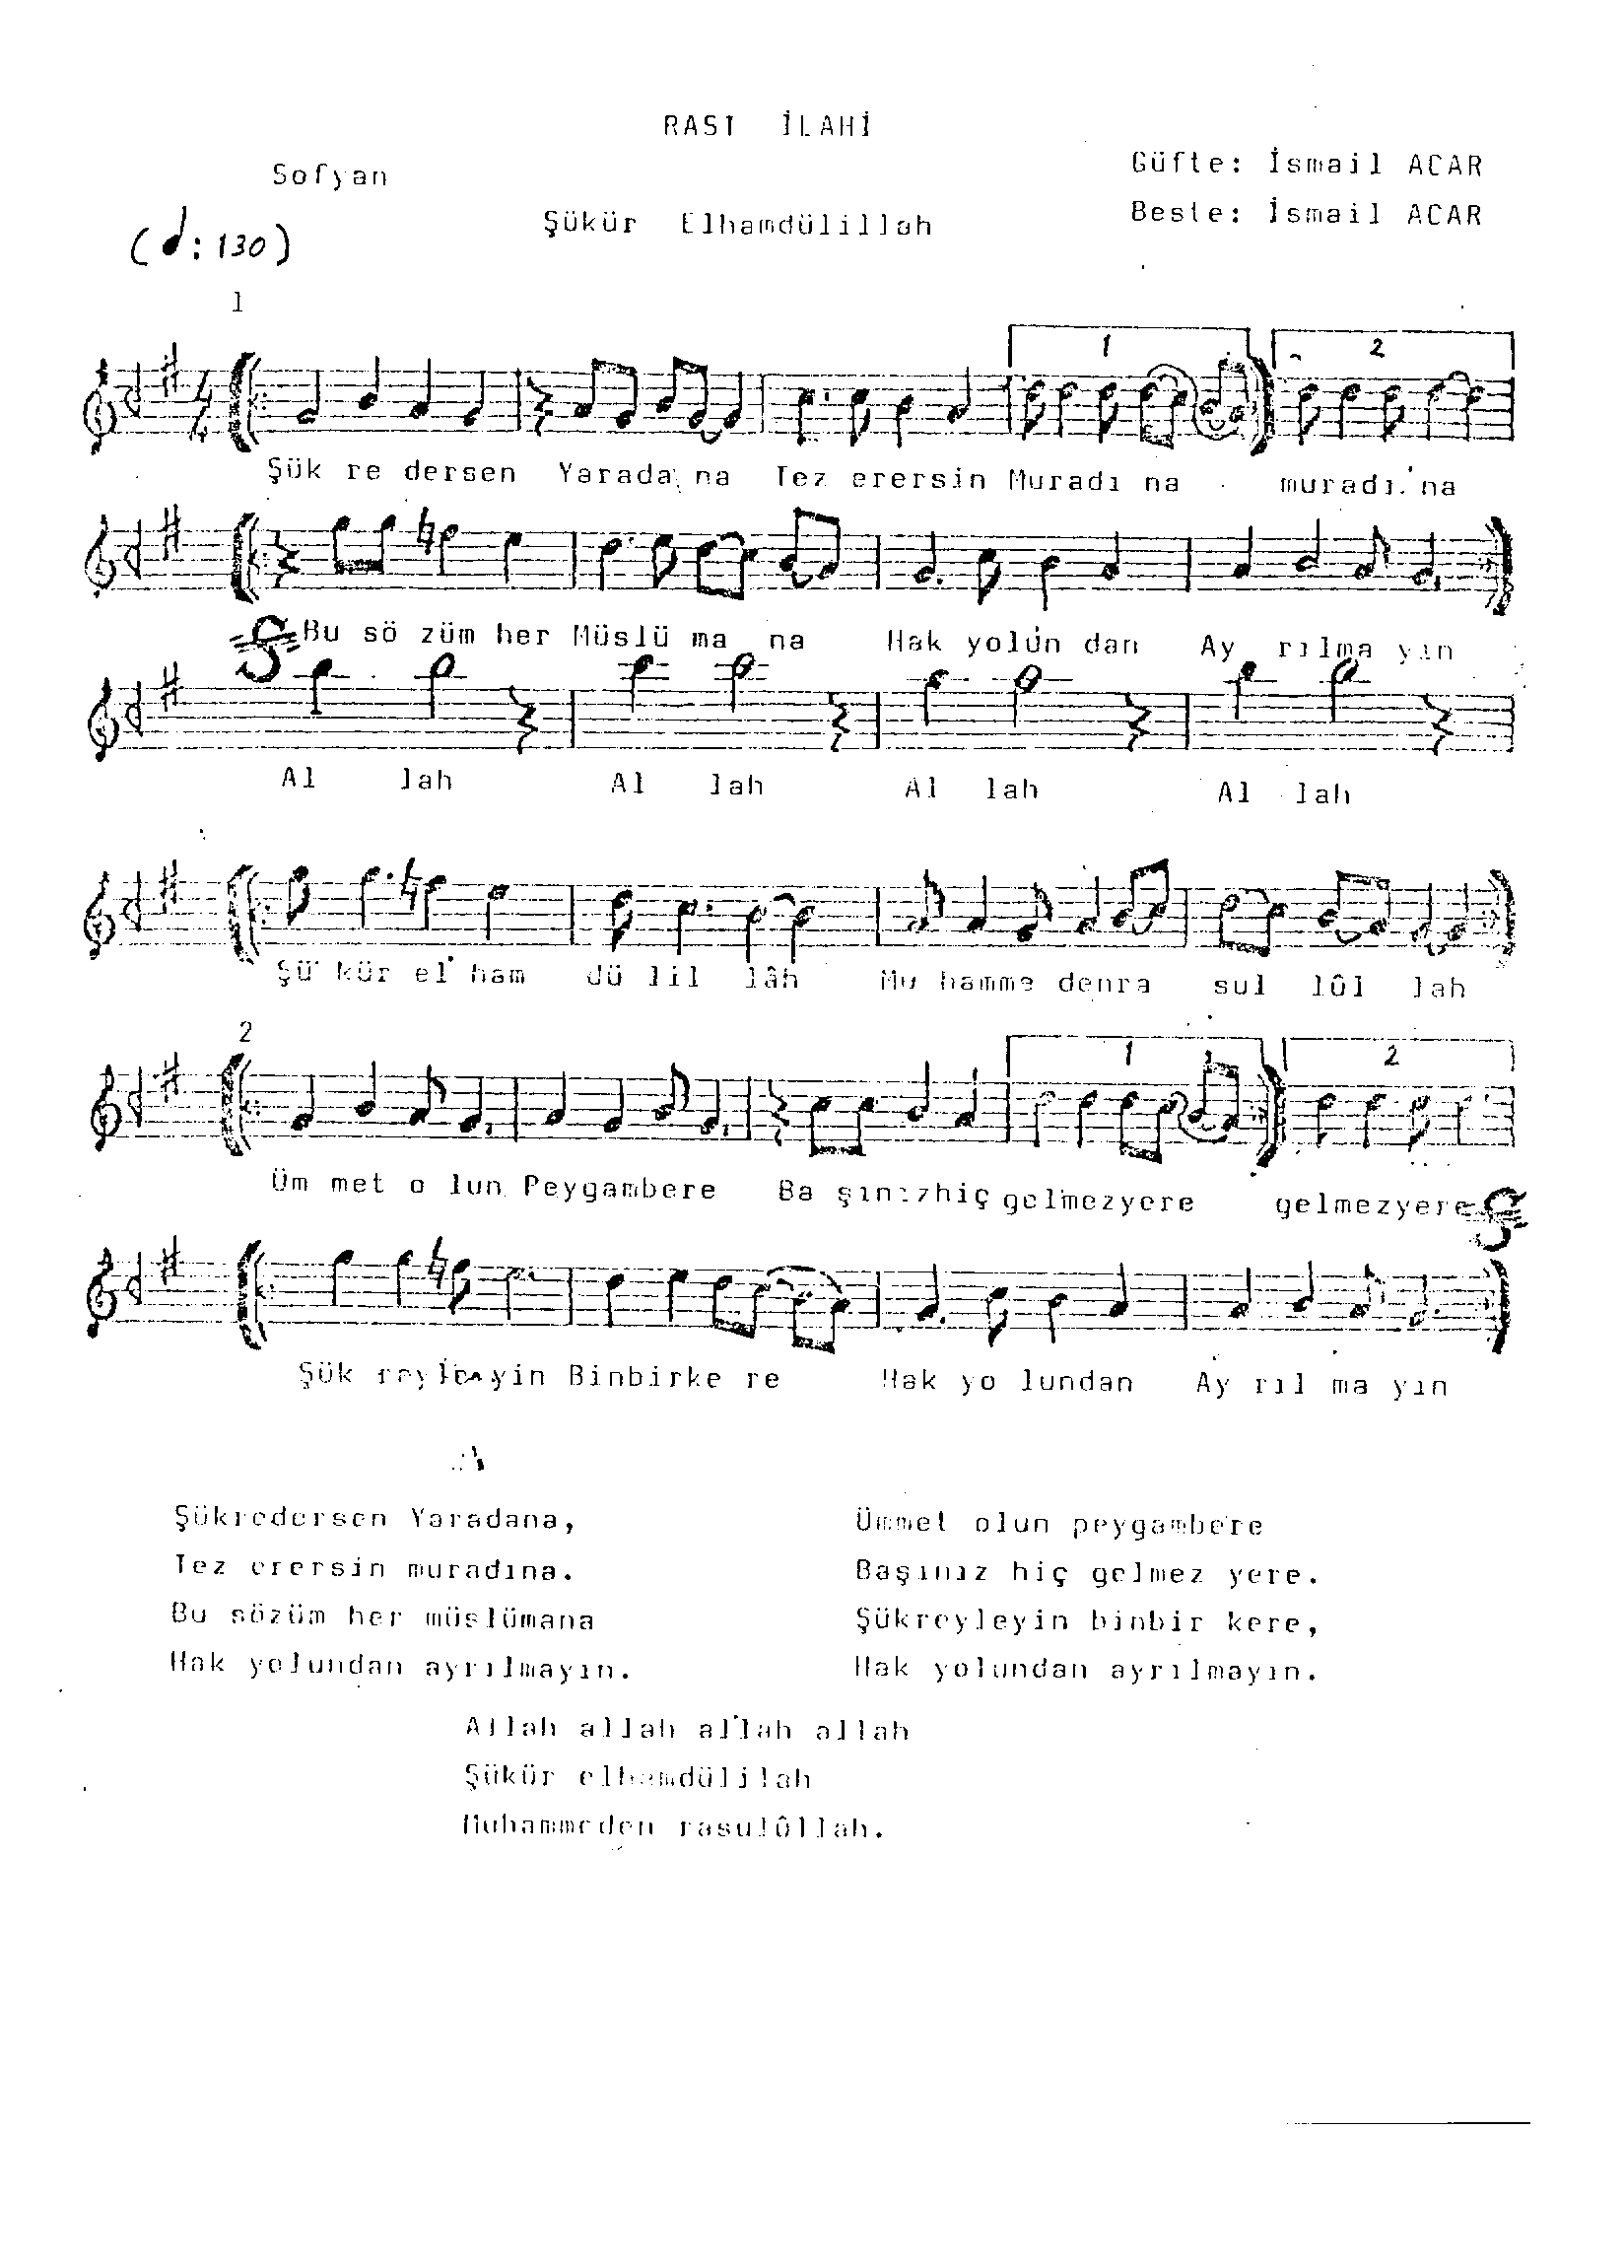 RAST İLAHİ
Sofyan
Güfte: İsmail ACAR
Şükür Elhamdülillah
Beste: İsmail ACAR
( : 130)
1
1 2
4
4
Şük re dersen Yarada na Tez erersin Muradı na muradı na
Bu sö züm her Müslü ma na Hak yolun dan Ay rılma yın
Al lah Al lah Al lah Al lah
Şü kür el ham dü lil lâh Mu hamme denra sul lûl lah
2
1 2
Üm met o lun Peygambere Ba şınızhiç gelmezyere gelmezyere
Şük reyleyin Binbirke re Hak yo lundan Ay rıl ma yın
Şükredersen Yaradana,
Tez erersin muradına.
Bu sözüm her müslümana
Hak yolundan ayrılmayın.
Ümmet olun peygambere
Başınız hiç gelmez yere.
Şükreyleyin binbir kere,
Hak yolundan ayrılmayın.
Allah allah allah allah
Şükür elhamdülilah
Muhammeden rasulûllah.